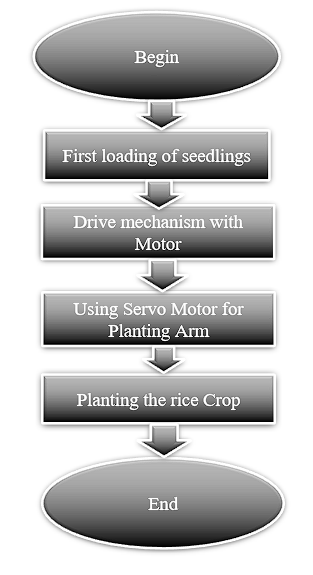 Begin
First loading of seedlings
Drive mechanism with
Motor
Using Servo Motor for
Planting Arm
Planting the rice Crop
End